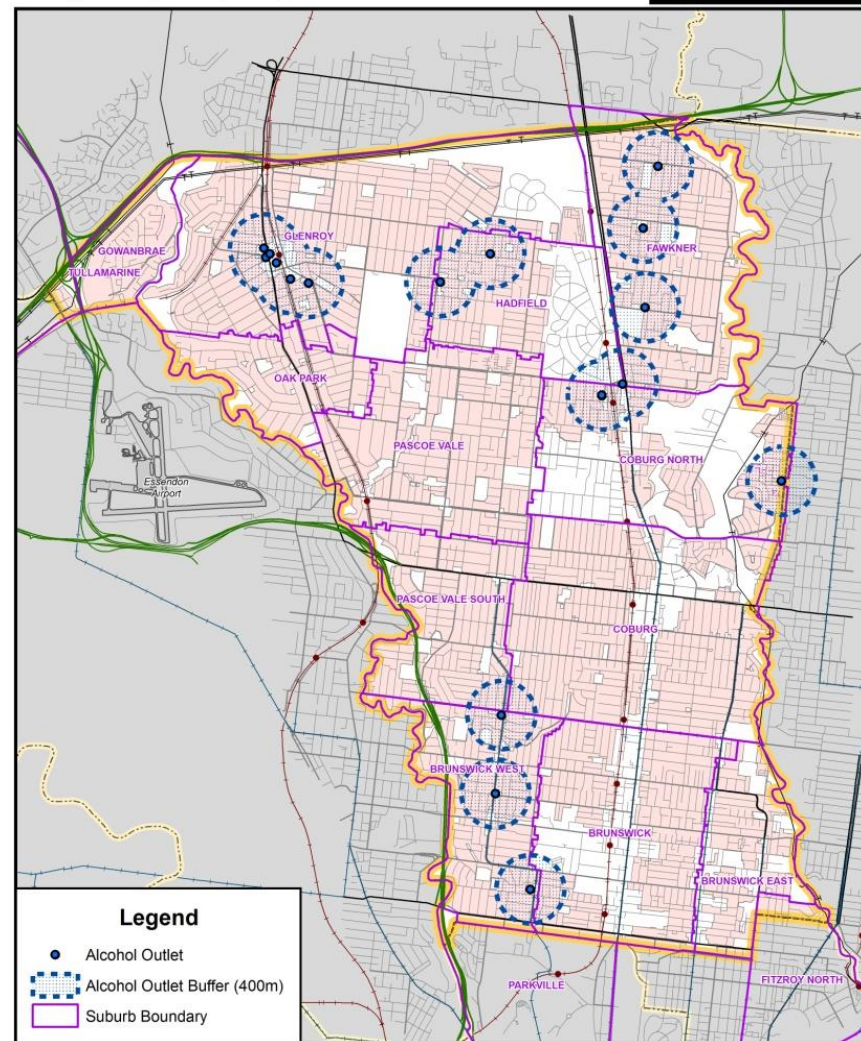 GLENROY
GOWANBRAE
TULLAMARINE
FAWKNER
HADFIELD
OAK PARK
PASCOE VALE
COBURG NORTH
Essendon
Airport
PASCOE VALE SOUTH
COBURG
BRUNSWICK WEST
BRUNSWICK
BRUNSWICK EAST
FITZROY NORTH
PARKVILLE
Legend
Alcohol Outlet
Alcohol Outlet Buffer (400m)
Suburb Boundary